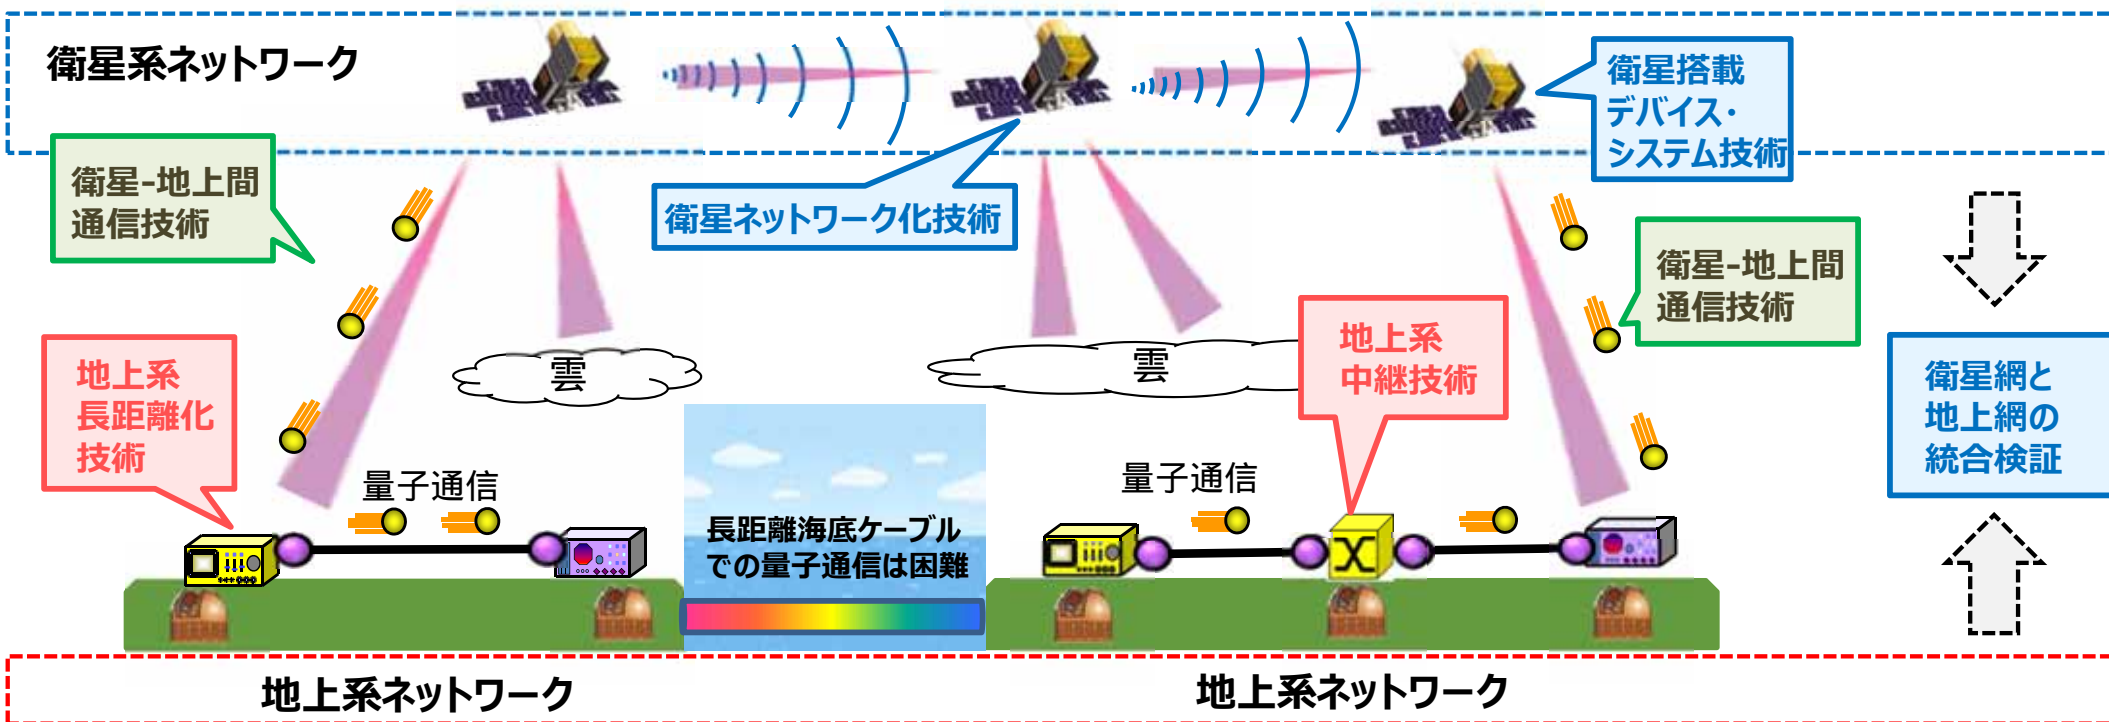 衛星系ネットワーク
衛星搭載
デバイス・
システム技術
衛星-地上間
通信技術
衛星ネットワーク化技術
衛星-地上間
通信技術
地上系
長距離化
技術
雲
雲
地上系
中継技術
衛星網と
地上網の
統合検証
量子通信
量子通信
長距離海底ケーブル
での量子通信は困難
地上系ネットワーク
地上系ネットワーク